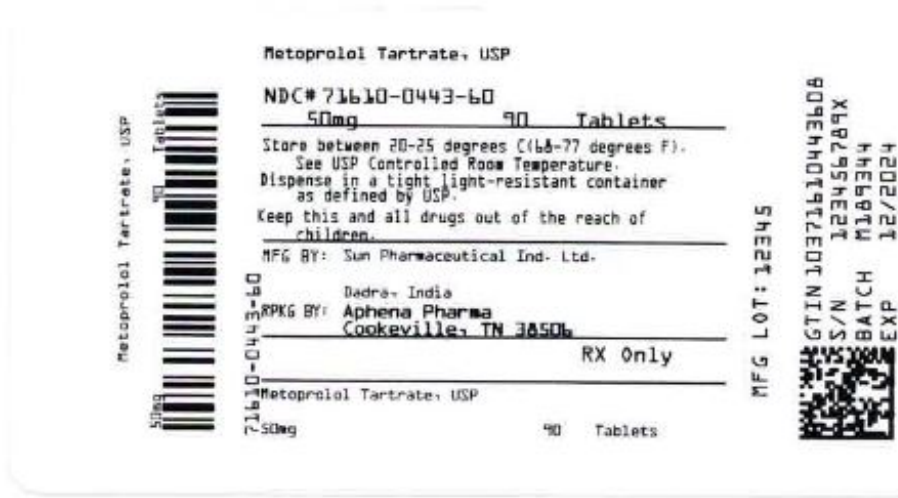 Metoprolol Tartrate, USP
NDC# 71610-0443-60
50mg 90 Tablets
Store between 20-25 degrees C(68-77 degrees F).
See USP Controlled Room Temperature.
Dispense in a tight light-resistant container
as defined by USP.
Keep this and all drugs out of the reach of
children.
MFG BY: Sun Pharmaceutical Ind. Ltd.
Dadra, India
RPKG BY: Aphena Pharma
Cookeville, TN 38506
RX Only
Metoprolol Tartrate, USP
50mg 90 Tablets
Metoprolol Tartrate, USP
50mg 90 Tablets
71610-0443-60
MFG LOT: 12345
GTIN 10371610443608
S/N 123456789X
BATCH M189344
EXP 12/2024